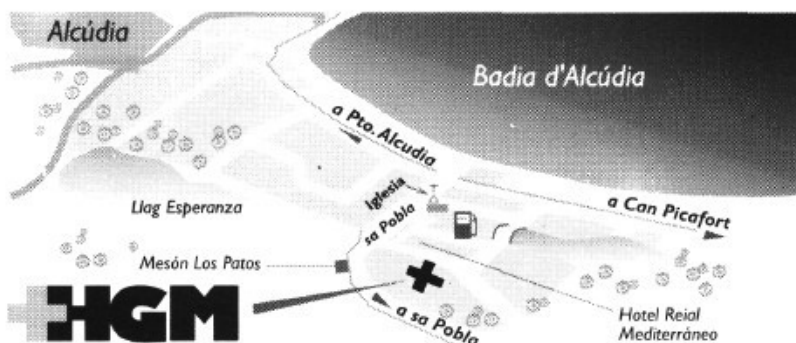 Alcúdia
Badia d'Alcúdia
a Pto. Alcudia
Iglesia
a Can Picafort
Llag Esperanza
sa Pobla
Mesón Los Patos
HGM
a sa Pobla
Hotel Reial
Mediterráneo